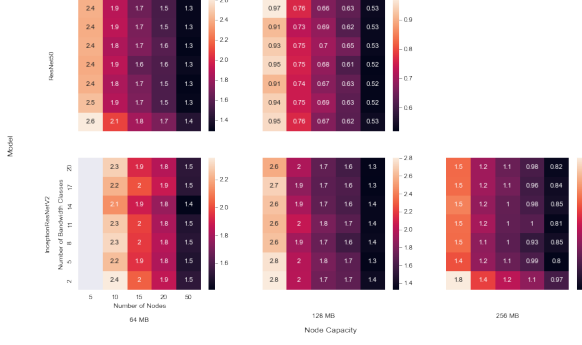 2.4 1.9 1.7 1.5 1.3 2.6 0.97 0.76 0.66 0.63 0.53
2.4 1.9 1.7 1.5 1.3 2.4 0.91 0.73 0.69 0.62 0.53 0.9
2.4 1.8 1.7 1.6 1.3 2.2 0.93 0.75 0.7 0.65 0.53 0.8
2.4 1.9 1.6 1.6 1.3 2.0 0.95 0.75 0.68 0.61 0.52
2.4 1.8 1.7 1.5 1.3 1.8 0.91 0.74 0.67 0.63 0.53 0.7
2.5 1.9 1.7 1.5 1.3 1.6 0.94 0.75 0.69 0.63 0.52 0.6
2.6 2.1 1.8 1.7 1.4 1.4 0.95 0.76 0.67 0.62 0.53
ResNet50
Model
InceptionResNetV2
Number of Bandwidth Classes
20 2.3 1.9 1.8 1.5 2.6 2 1.7 1.6 1.3 2.8 1.5 1.2 1.1 0.98 0.82
17 2.2 2 1.9 1.5 2.2 2.7 1.9 1.7 1.6 1.3 2.6 1.5 1.2 1.1 0.96 0.84
14 2.1 1.9 1.8 1.4 2.0 2.6 2 1.7 1.6 1.3 2.4 1.5 1.2 1 0.98 0.85
11 2.3 2 1.8 1.5 2.6 2 1.8 1.7 1.4 2.2 1.5 1.2 1 1 0.81
8 2.3 2 1.8 1.5 1.8 2.6 1.9 1.7 1.6 1.4 2.0 1.5 1.1 1 0.93 0.85
5 2.2 1.9 1.8 1.5 1.6 2.8 2 1.8 1.7 1.3 1.8 1.4 1.2 1.1 0.99 0.8
2 2.4 2 1.9 1.5 2.8 2 1.7 1.7 1.4 1.6 1.8 1.4 1.2 1.1 0.97
1.4
5 10 15 20 50
Number of Nodes
64 MB 128 MB 256 MB
Node Capacity